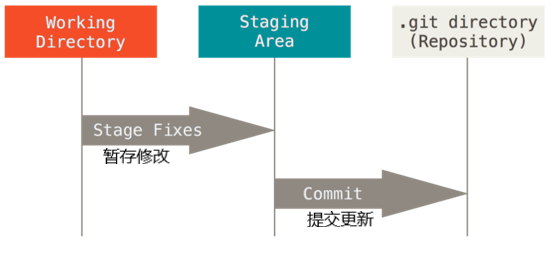 Working
Directory
Staging
Area
.git directory
(Repository)
Stage Fixes
暂存修改
Commit
提交更新